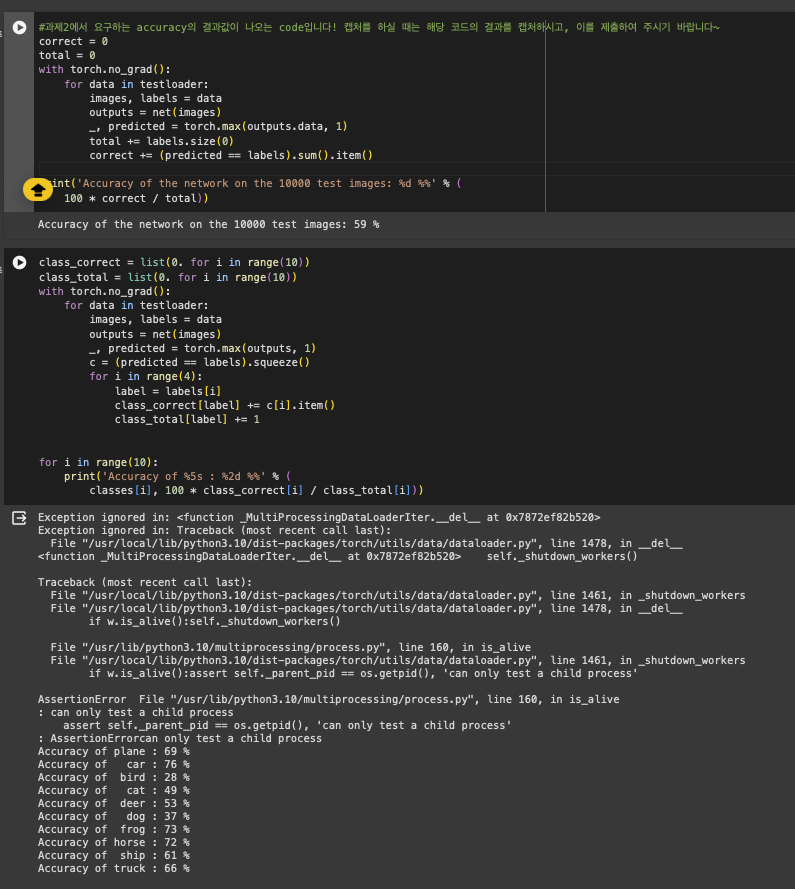 #과제2에서 요구하는 accuracy의 결과값이 나오는 code입니다! 캡처를 하실 때는 해당 코드의 결과를 캡처하시고, 이를 제출하여 주시기 바랍니다~
correct = 0
total = 0
with torch.no_grad():
    for data in testloader:
        images, labels = data
        outputs = net(images)
        _, predicted = torch.max(outputs.data, 1)
        total += labels.size(0)
        correct += (predicted == labels).sum().item()
int('Accuracy of the network on the 10000 test images: %d %%' % (
    100 * correct / total))
Accuracy of the network on the 10000 test images: 59 %
class_correct = list(0. for i in range(10))
class_total = list(0. for i in range(10))
with torch.no_grad():
    for data in testloader:
        images, labels = data
        outputs = net(images)
        _, predicted = torch.max(outputs, 1)
        c = (predicted == labels).squeeze()
        for i in range(4):
            label = labels[i]
            class_correct[label] += c[i].item()
            class_total[label] += 1
for i in range(10):
    print('Accuracy of %5s : %2d %%' % (
        classes[i], 100 * class_correct[i] / class_total[i]))
Exception ignored in: <function _MultiProcessingDataLoaderIter.__del__ at 0x7872ef82b520>
Exception ignored in: Traceback (most recent call last):
  File "/usr/local/lib/python3.10/dist-packages/torch/utils/data/dataloader.py", line 1478, in __del__
<function _MultiProcessingDataLoaderIter.__del__ at 0x7872ef82b520>    self._shutdown_workers()
Traceback (most recent call last):
  File "/usr/local/lib/python3.10/dist-packages/torch/utils/data/dataloader.py", line 1461, in _shutdown_workers
  File "/usr/local/lib/python3.10/dist-packages/torch/utils/data/dataloader.py", line 1478, in __del__
        if w.is_alive():self._shutdown_workers()
  File "/usr/lib/python3.10/multiprocessing/process.py", line 160, in is_alive
  File "/usr/local/lib/python3.10/dist-packages/torch/utils/data/dataloader.py", line 1461, in _shutdown_workers
        if w.is_alive():assert self._parent_pid == os.getpid(), 'can only test a child process'
AssertionError  File "/usr/lib/python3.10/multiprocessing/process.py", line 160, in is_alive
: can only test a child process
    assert self._parent_pid == os.getpid(), 'can only test a child process'
: AssertionErrorcan only test a child process
Accuracy of plane : 69 %
Accuracy of   car : 76 %
Accuracy of  bird : 28 %
Accuracy of   cat : 49 %
Accuracy of  deer : 53 %
Accuracy of   dog : 37 %
Accuracy of  frog : 73 %
Accuracy of horse : 72 %
Accuracy of  ship : 61 %
Accuracy of truck : 66 %